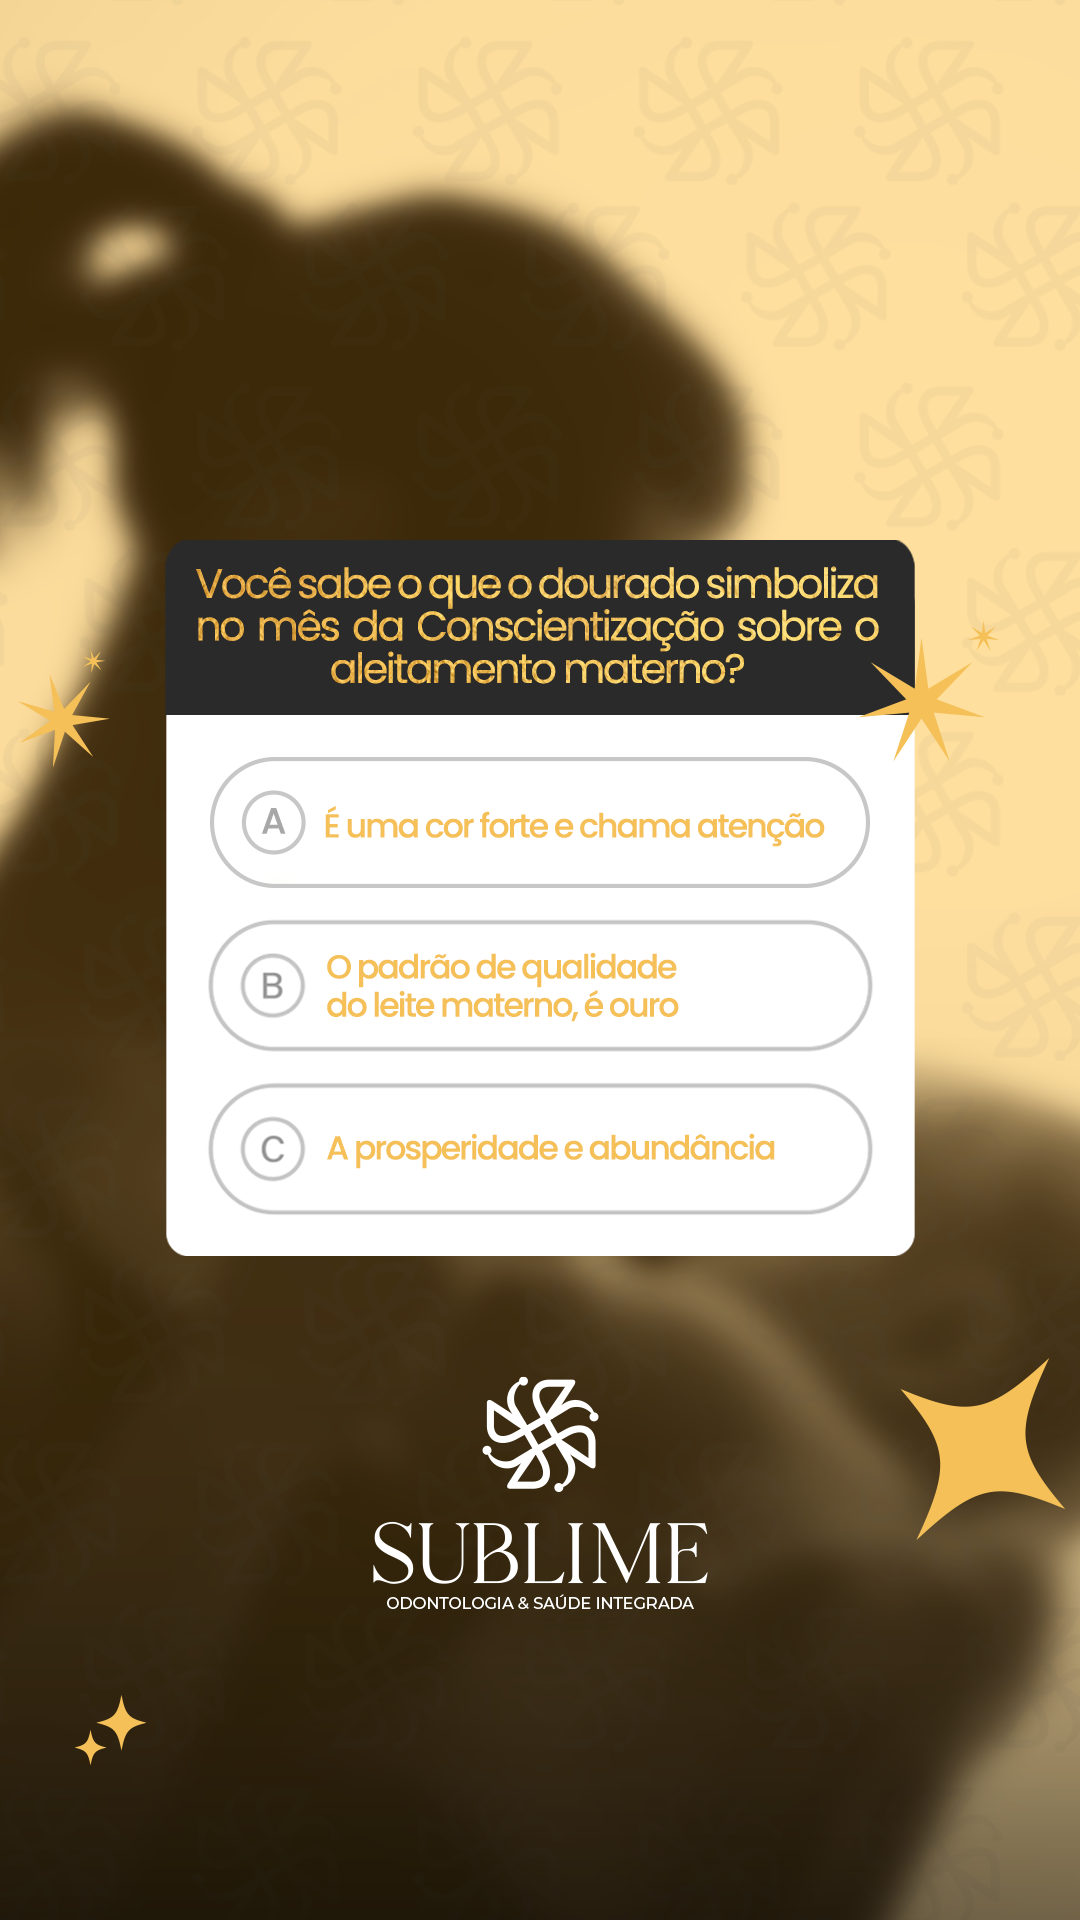 Você sabe o que o dourado simboliza
no mês da Conscientização sobre o
aleitamento materno?
A É uma cor forte e chama atenção
B O padrão de qualidade
do leite materno, é ouro
C A prosperidade e abundância
SUBLIME
ODONTOLOGIA & SAÚDE INTEGRADA